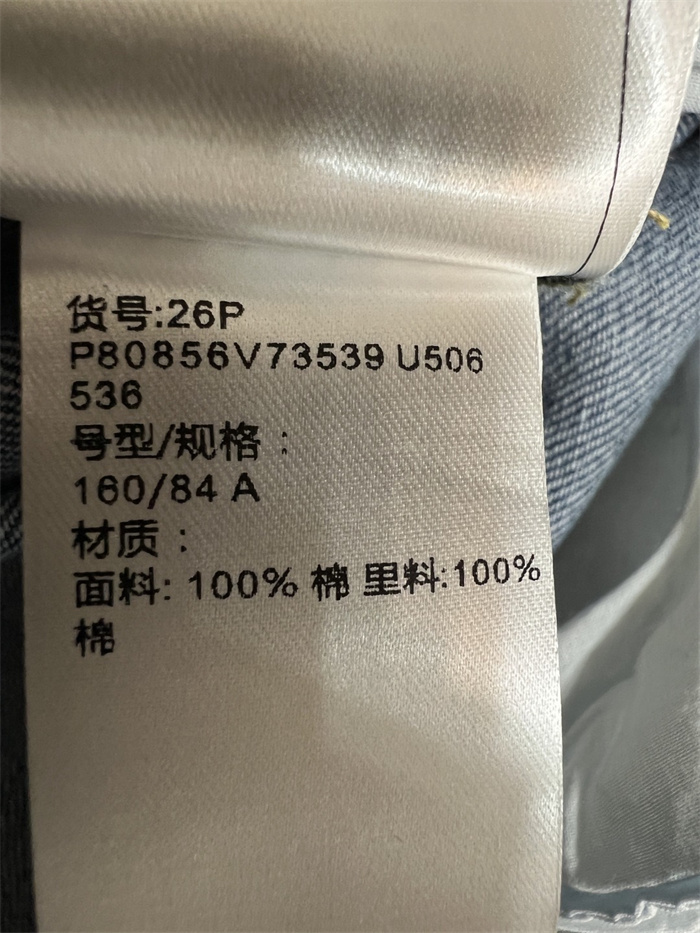 货号:26P
P80856V73539 U506
536
号型/规格：
160/84 A
材质：
面料: 100% 棉 里料:100%
棉